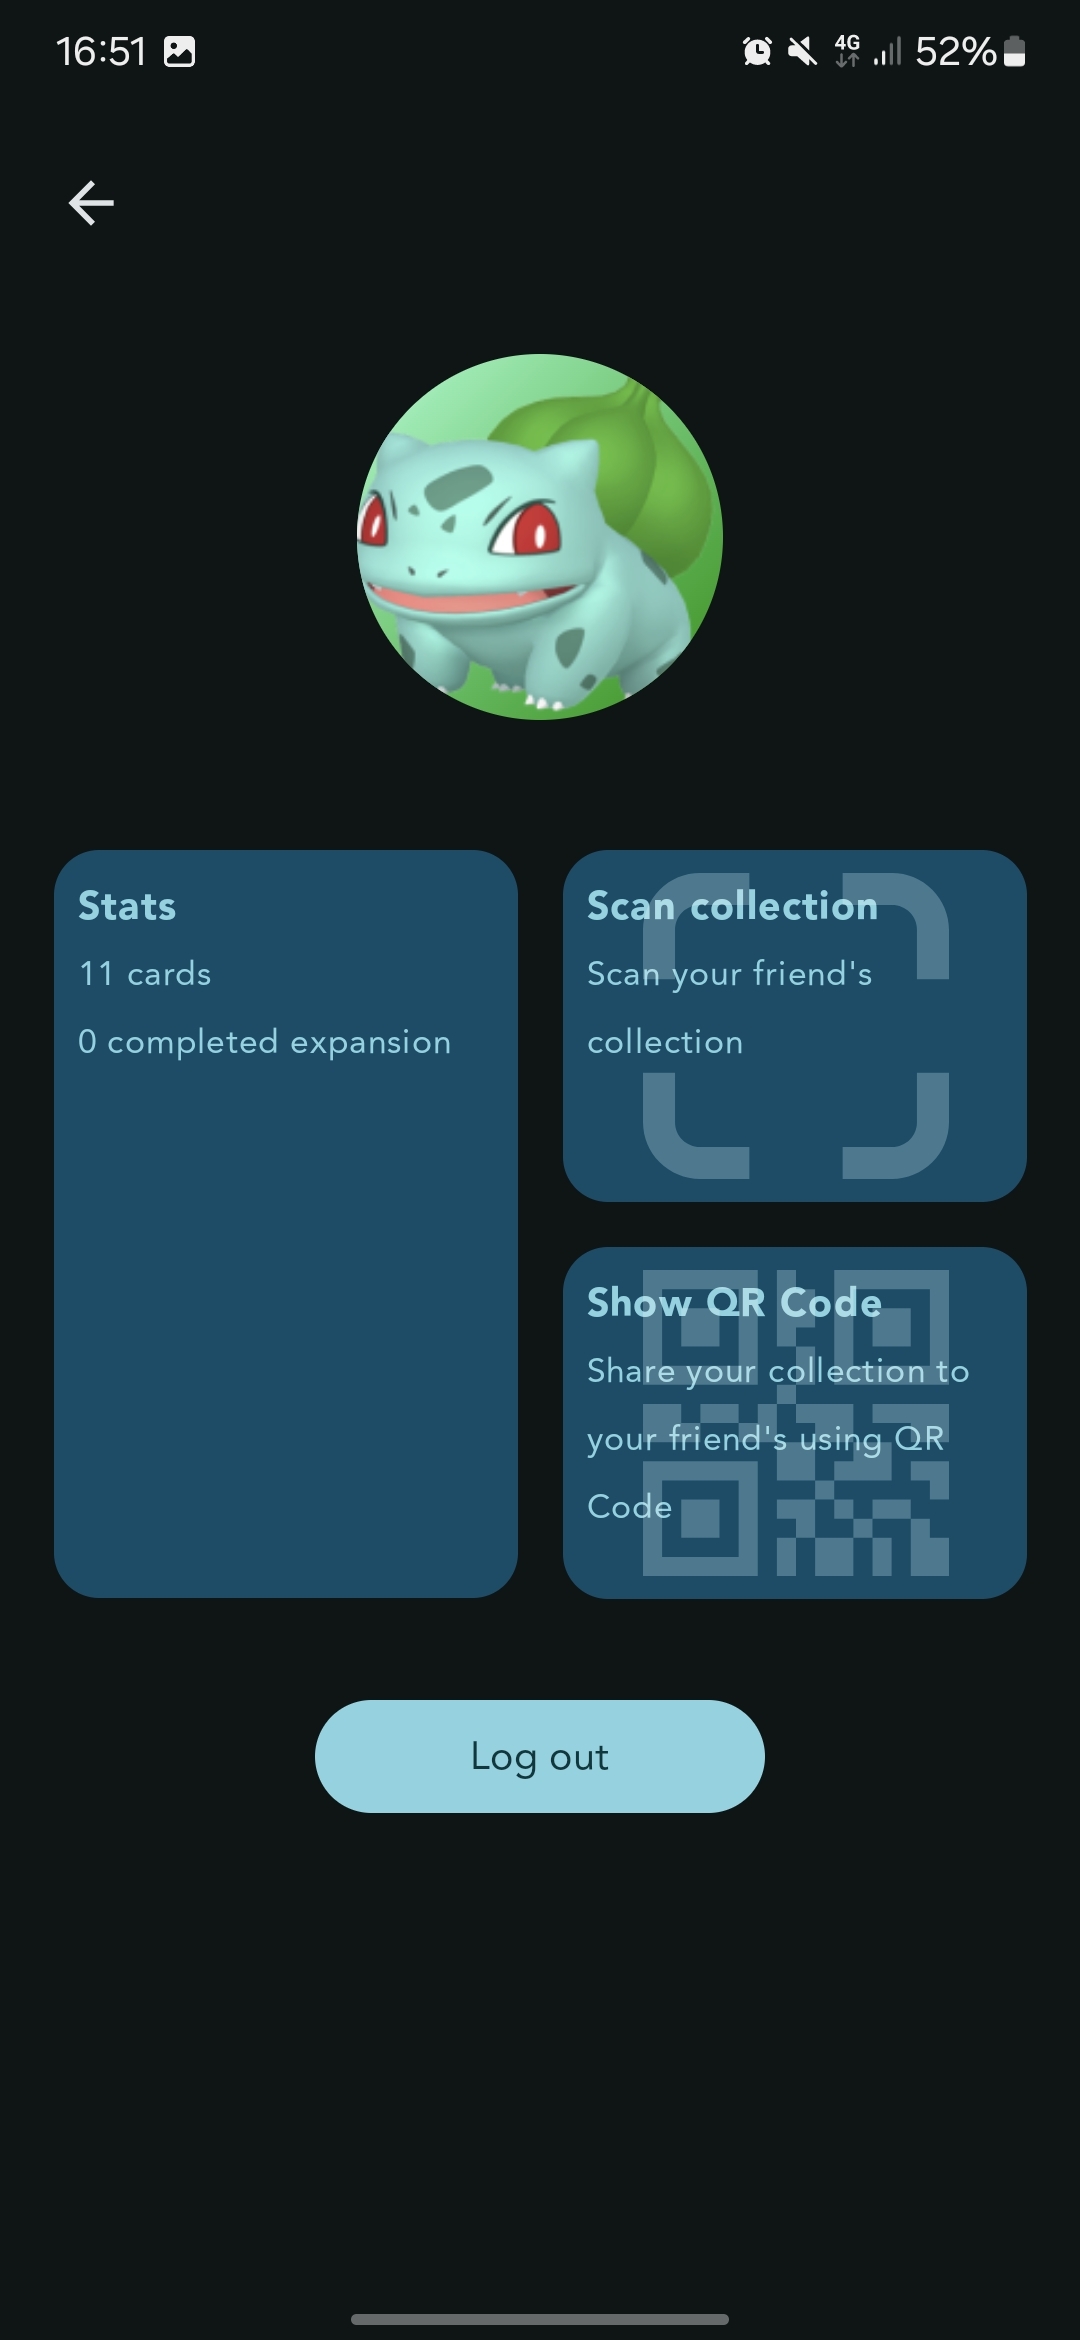 16:51
4G 52%
Stats
11 cards
0 completed expansion
Scan collection
Scan your friend's
collection
Show QR Code
Share your collection to
your friend's using QR
Code
Log out